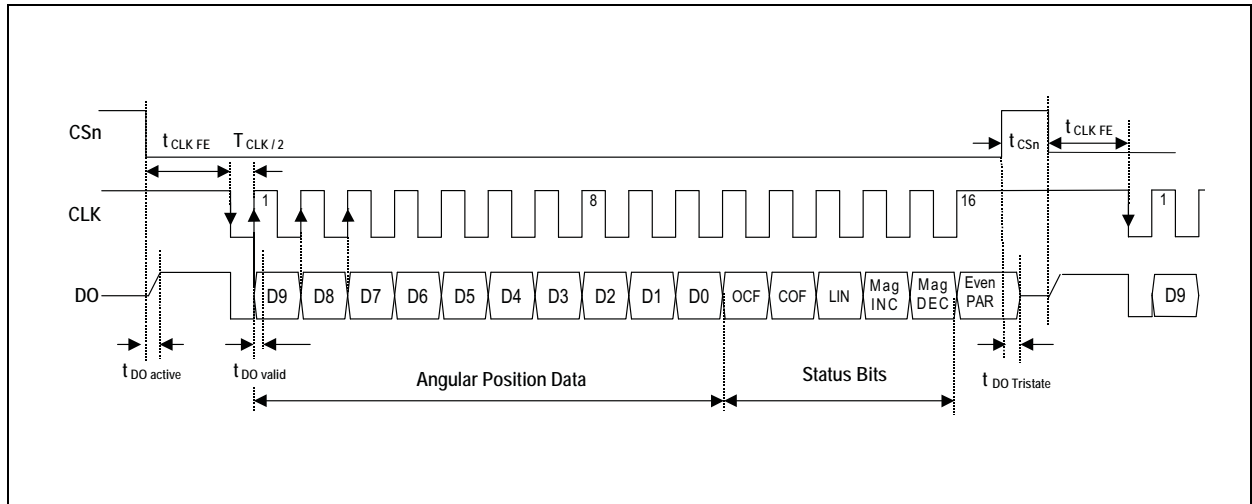 CSn
t CLK FE
T CLK / 2
t CSn
t CLK FE
CLK
1
8
16
1
DO
D9
D8
D7
D6
D5
D4
D3
D2
D1
D0
OCF
COF
LIN
Mag
INC
Mag
DEC
Even
PAR
D9
t DO active
t DO valid
Angular Position Data
Status Bits
t DO Tristate